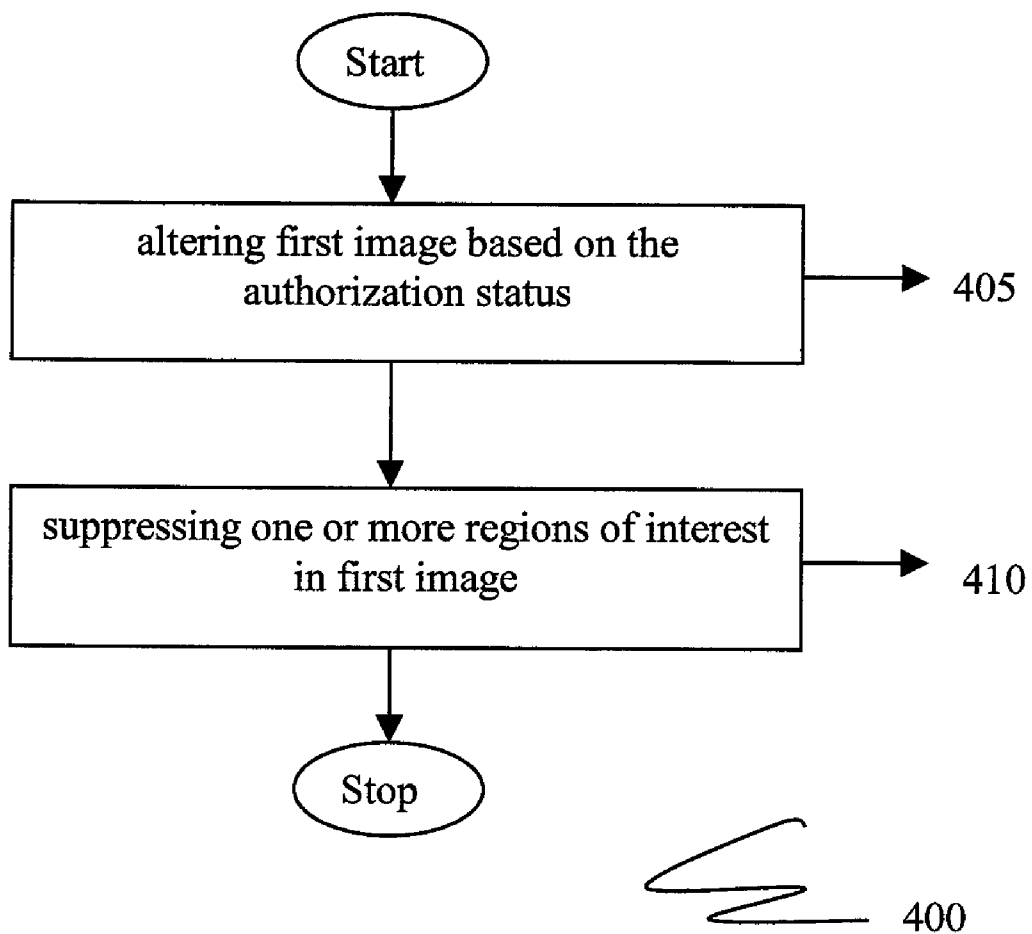 Start
altering first image based on the
authorization status
405
suppressing one or more regions of interest
in first image
410
Stop
400